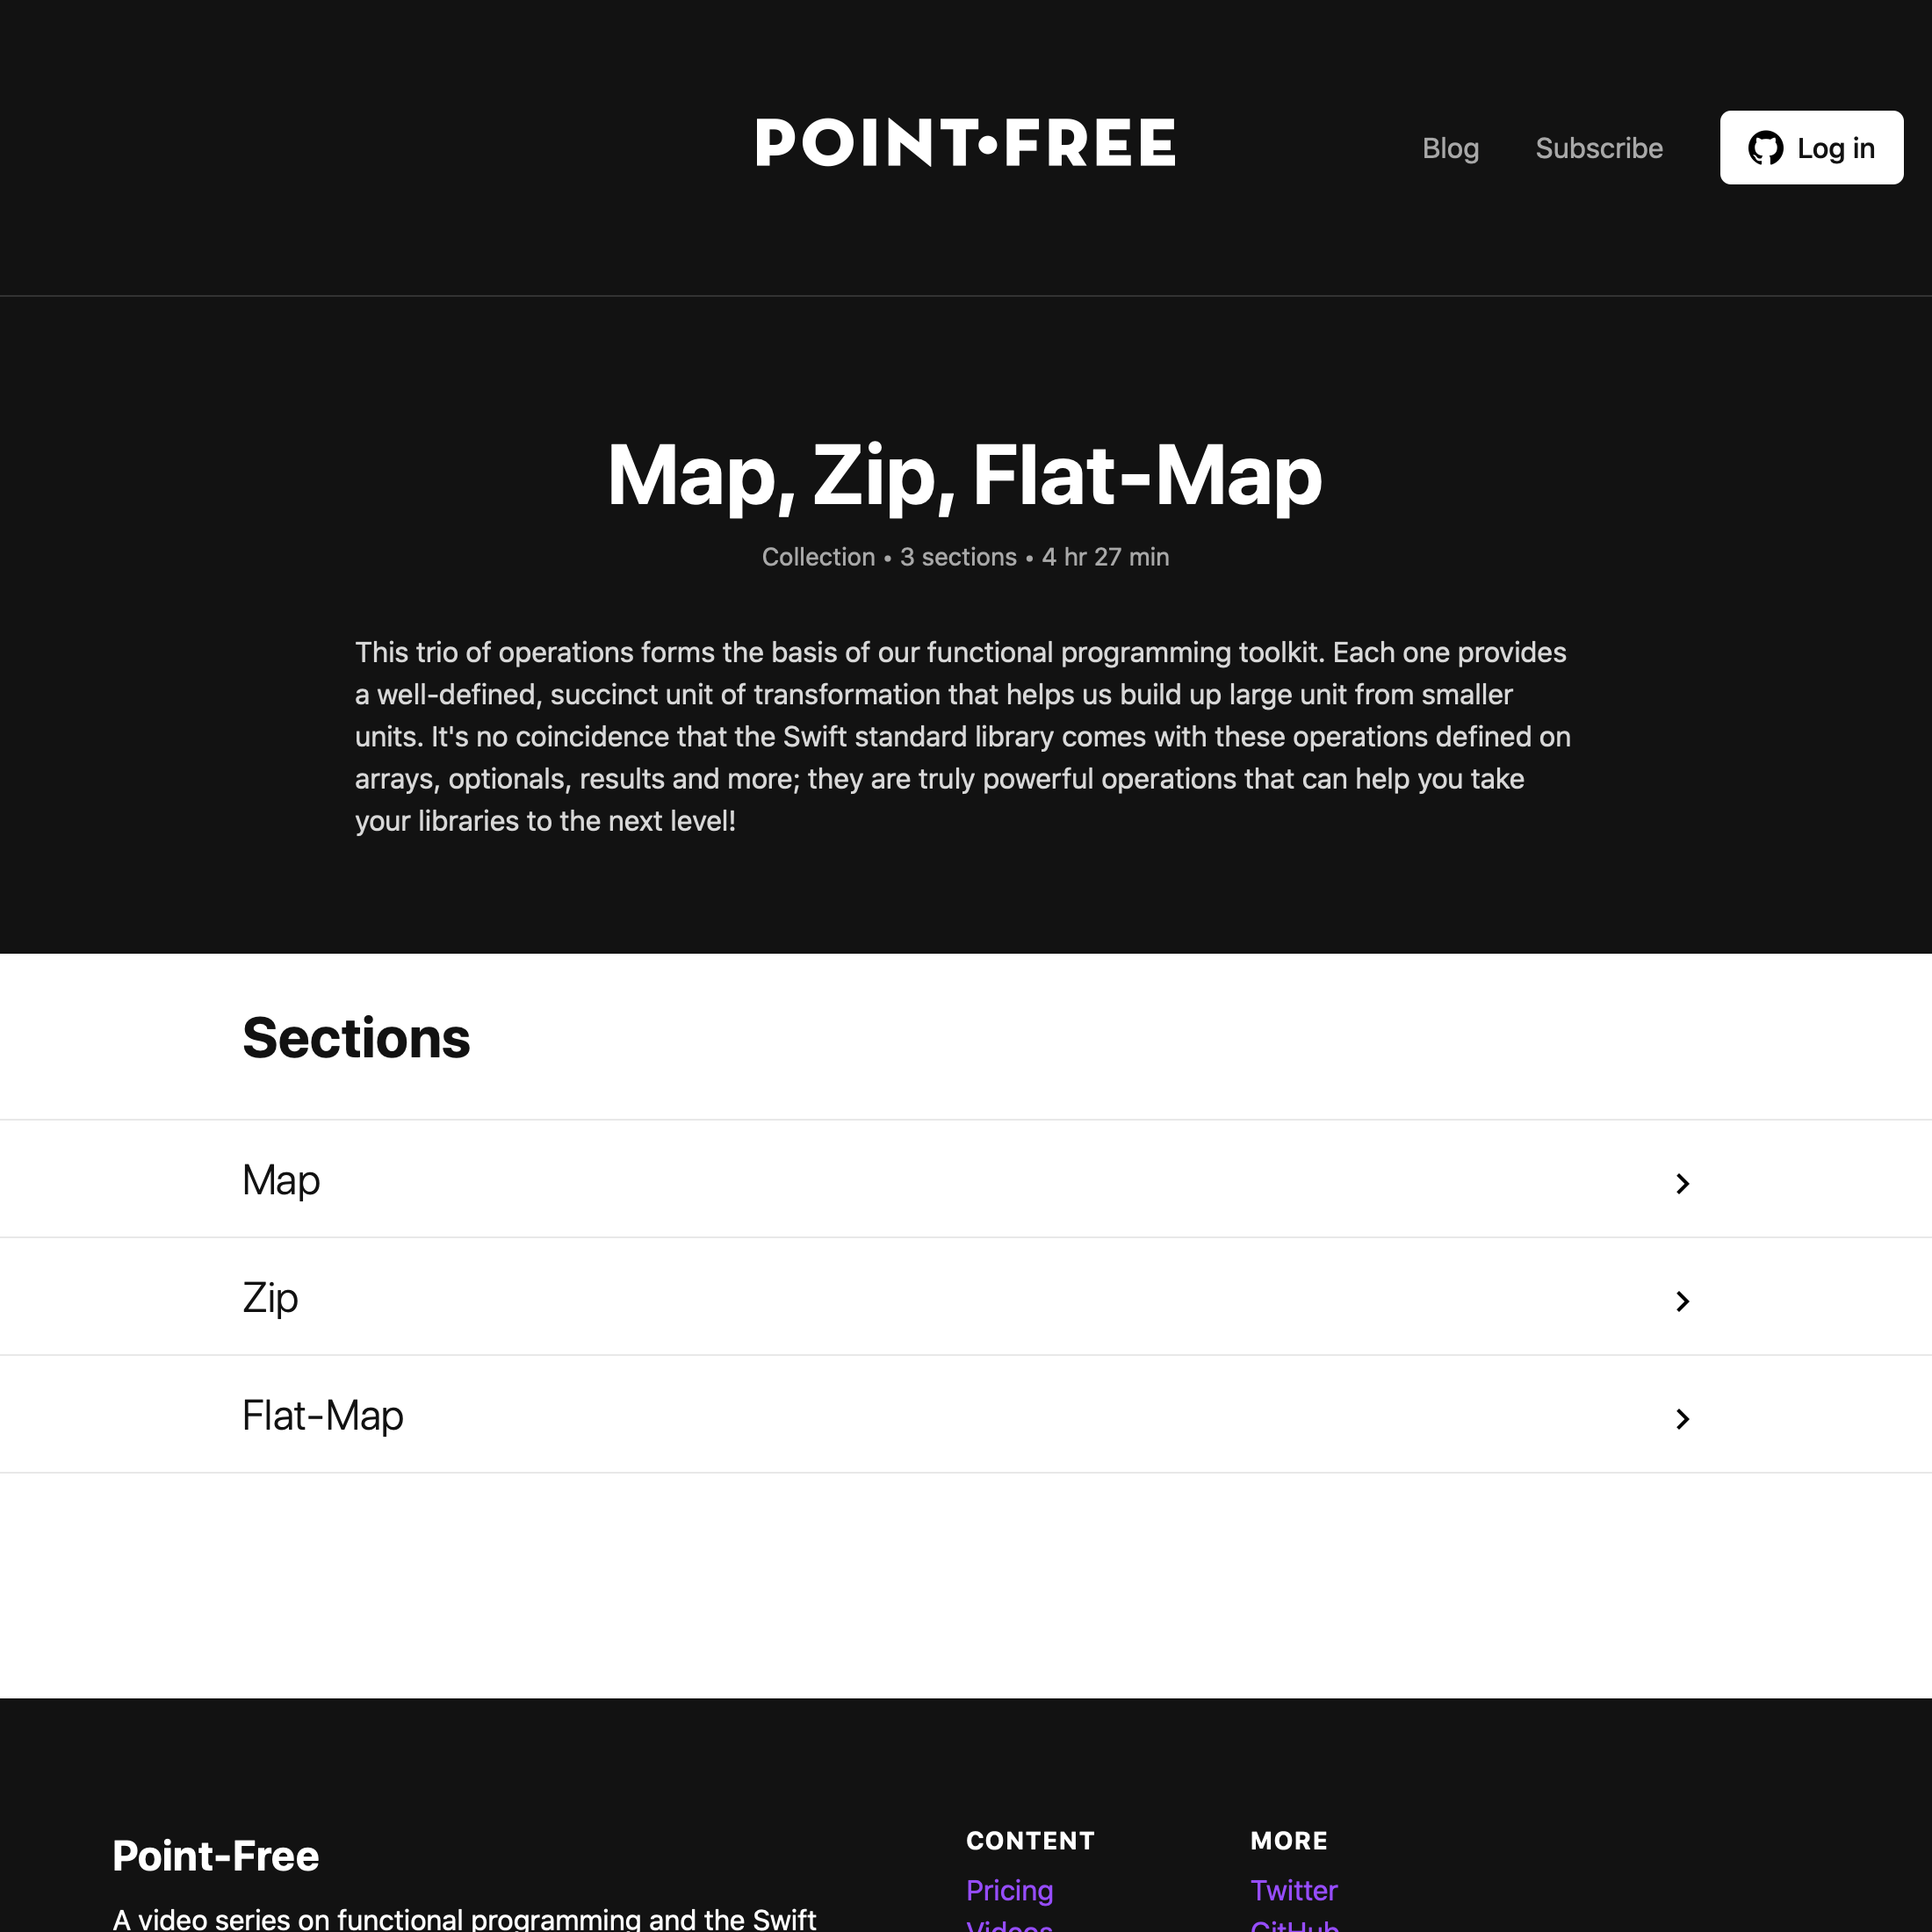 POINT•FREE
Blog
Subscribe
Log in
Map, Zip, Flat-Map
Collection • 3 sections • 4 hr 27 min
This trio of operations forms the basis of our functional programming toolkit. Each one provides
a well-defined, succinct unit of transformation that helps us build up large unit from smaller
units. It's no coincidence that the Swift standard library comes with these operations defined on
arrays, optionals, results and more; they are truly powerful operations that can help you take
your libraries to the next level!
Sections
Map
Zip
Flat-Map
Point-Free
A video series on functional programming and the Swift
CONTENT
Pricing
Videos
MORE
Twitter
GitHub